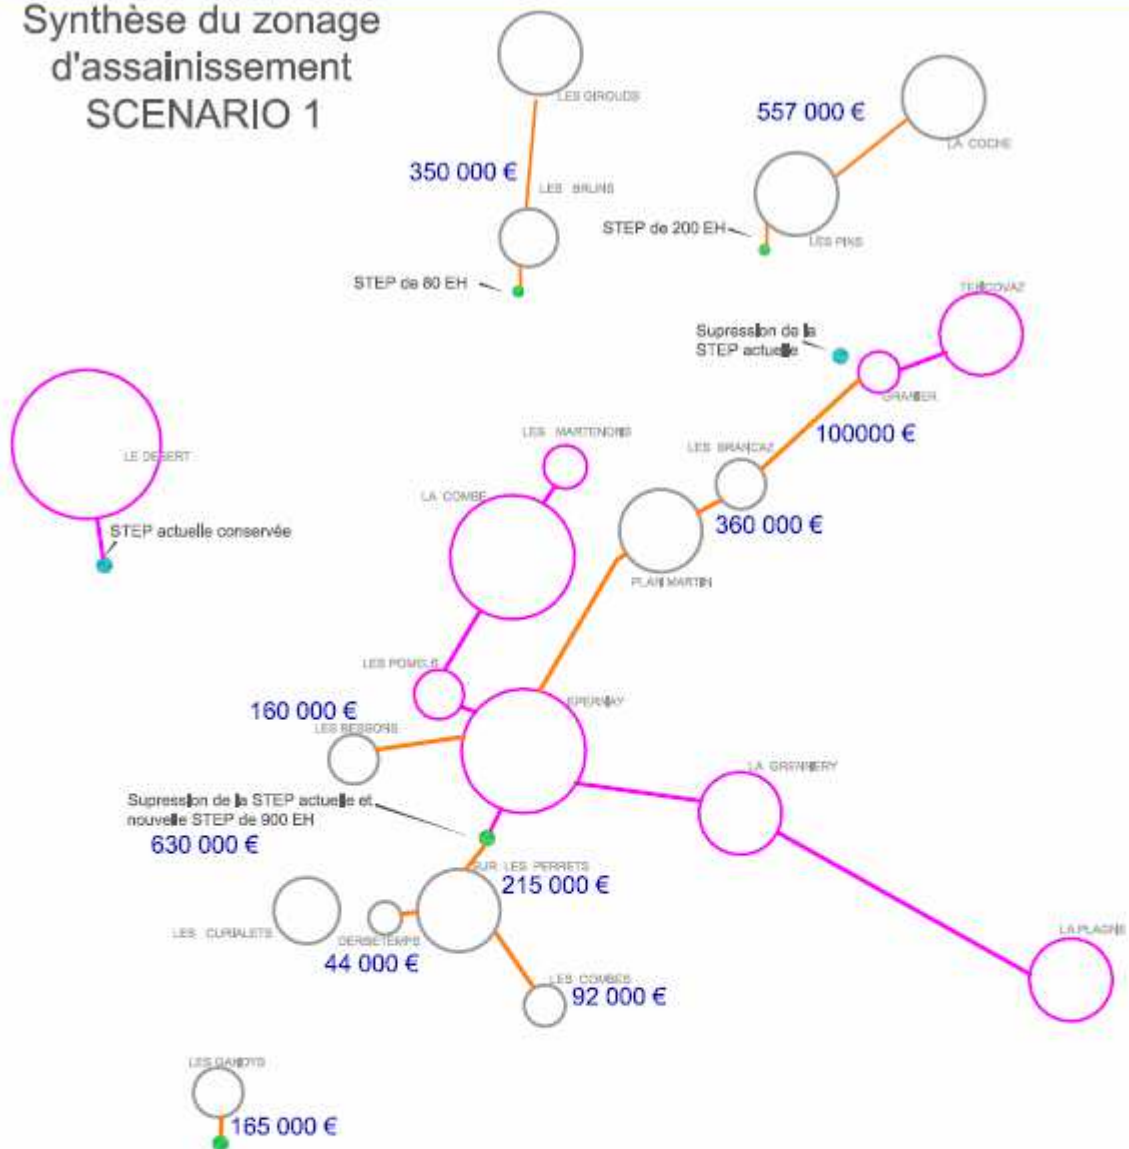 Synthèse du zonage
d'assainissement
SCENARIO 1
LES GIROUDS
557 000 €
LA COCHE
350 000 €
LES BRUNS
STEP de 200 EH
LES PINS
STEP de 80 EH
TENCOVAZ
Supression de la
STEP actuelle
GRANIER
100000 €
LES MARTENONS
LES BRANCAZ
LE DESERT
LA COMBE
360 000 €
STEP actuelle conservée
PLAN MARTIN
LES
EPERNAY
160 000 €
LES BESSONS
LA GRENNERY
Supression de la STEP actuelle et
nouvelle STEP de 900 EH
630 000 €
SUR LES PERRETS
215 000 €
LES CURIALETS
44 000 €
LA PLAGNE
LES COMBES
92 000 €
LES GANDYS
165 000 €